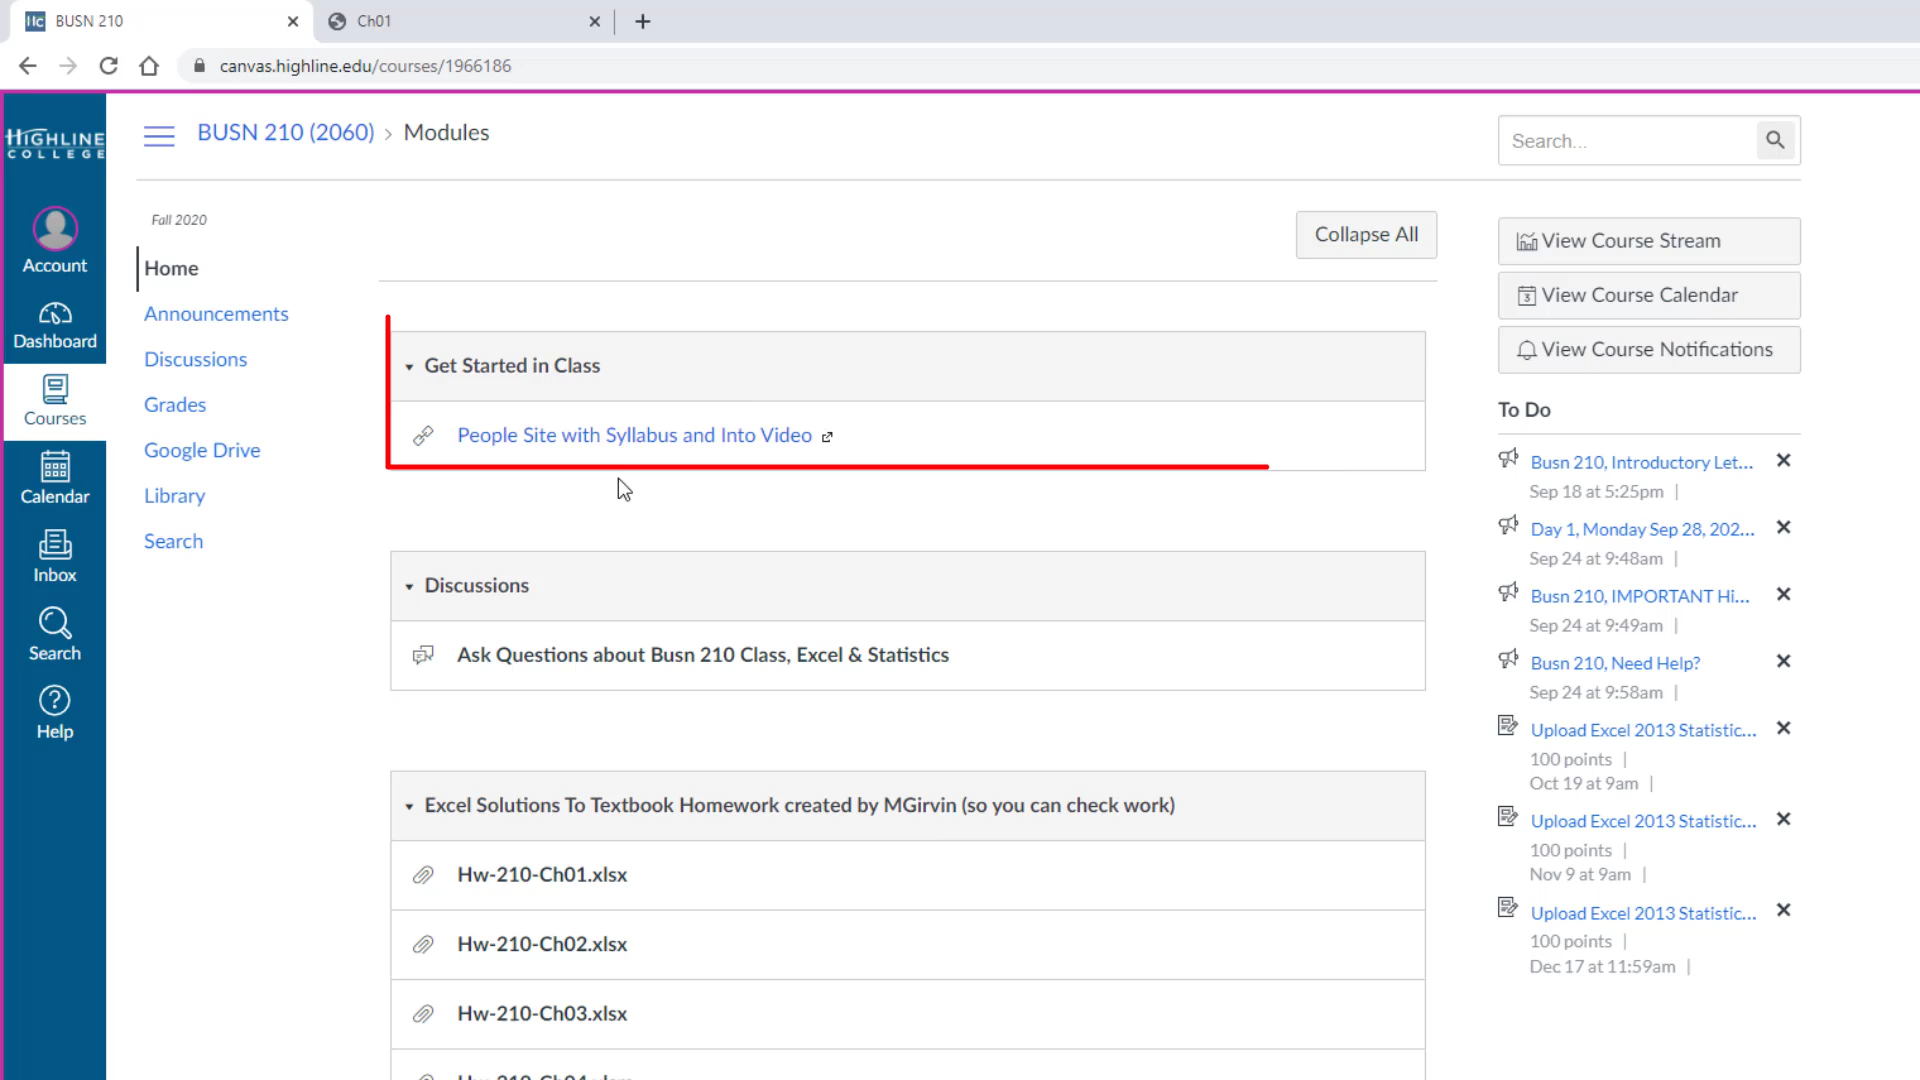 BUSN 210
Ch01
canvas.highline.edu/courses/1966186
HIGHLINE
COLLEGE
BUSN 210 (2060) > Modules
Search...
Fall 2020
Collapse All
View Course Stream
View Course Calendar
View Course Notifications
Account
Dashboard
Courses
Calendar
Inbox
Search
Help
Home
Announcements
Discussions
Grades
Google Drive
Library
Search
Get Started in Class
People Site with Syllabus and Into Video
Discussions
Ask Questions about Busn 210 Class, Excel & Statistics
Excel Solutions To Textbook Homework created by MGirvin (so you can check work)
Hw-210-Ch01.xlsx
Hw-210-Ch02.xlsx
Hw-210-Ch03.xlsx
To Do
Busn 210, Introductory Let...
Sep 18 at 5:25pm |
Day 1, Monday Sep 28, 202...
Sep 24 at 9:48am |
Busn 210, IMPORTANT Hi...
Sep 24 at 9:49am |
Busn 210, Need Help?
Sep 24 at 9:58am |
Upload Excel 2013 Statistic...
100 points |
Oct 19 at 9am |
Upload Excel 2013 Statistic...
100 points |
Nov 9 at 9am |
Upload Excel 2013 Statistic...
100 points |
Dec 17 at 11:59am |